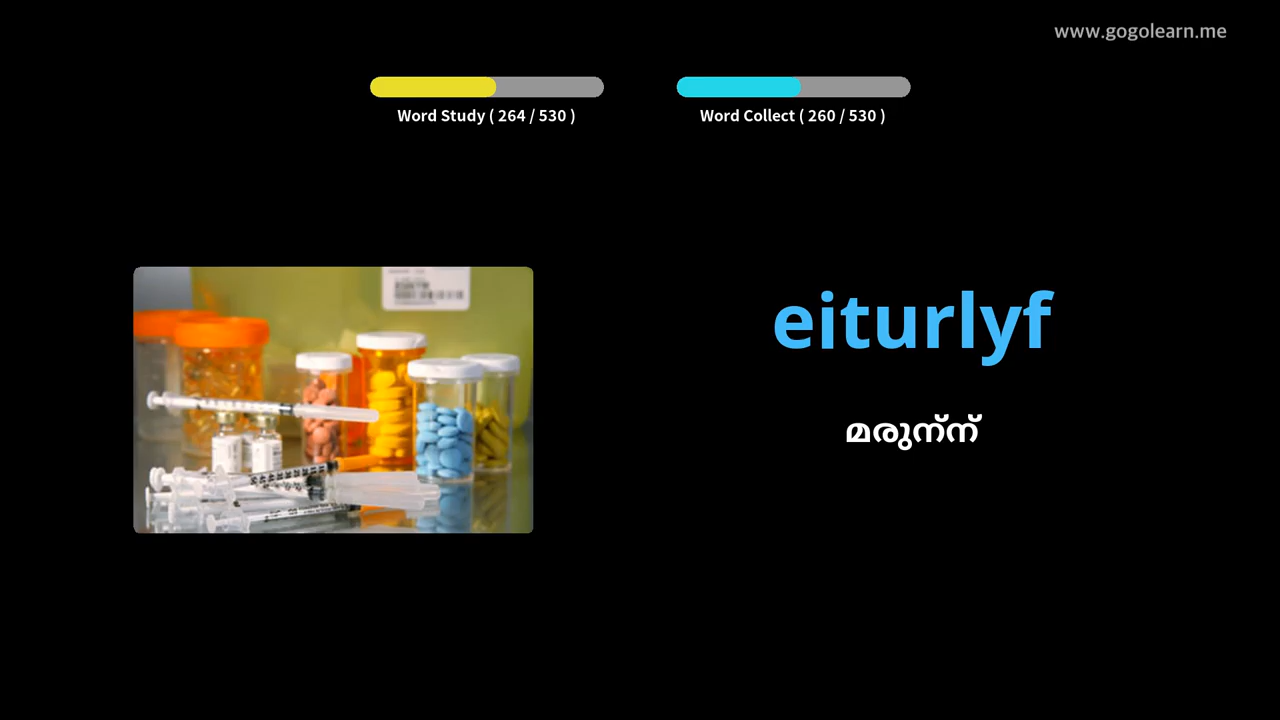 www.gogolearn.me
Word Study ( 264 / 530 )
Word Collect ( 260 / 530 )
eiturlyf
മരുന്ന്